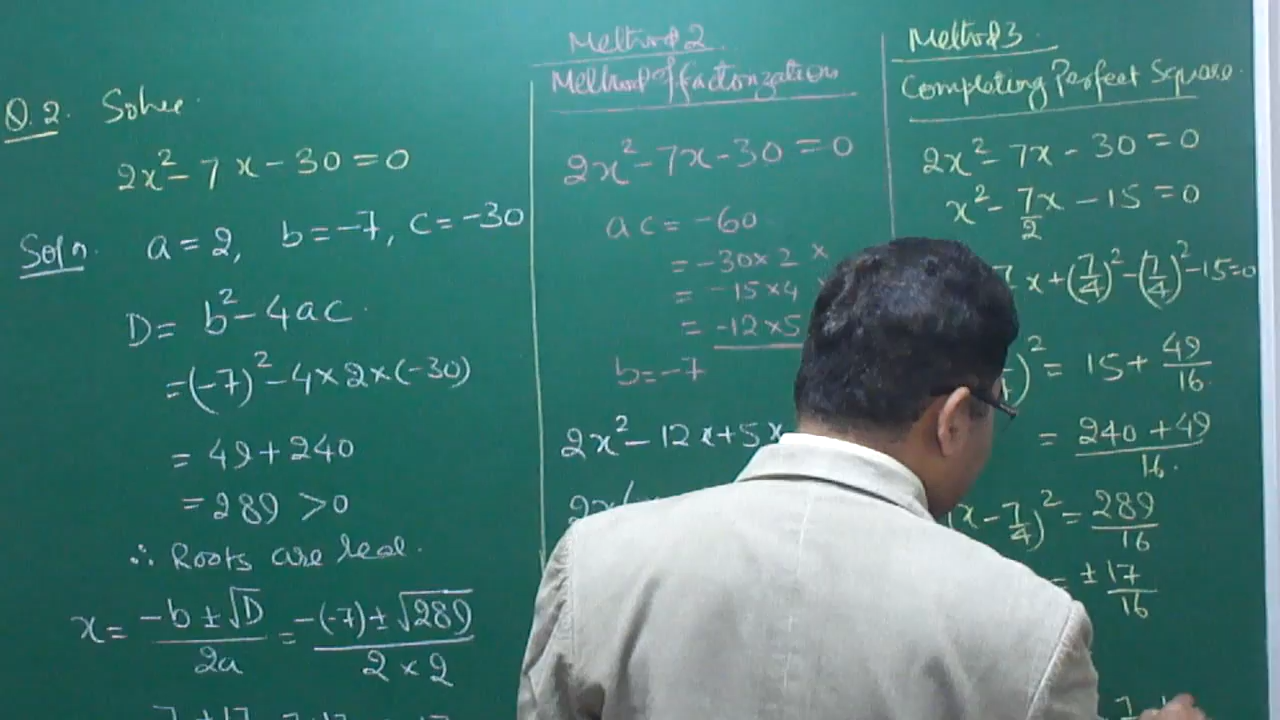 Q.2. Solve
2x² - 7x - 30 = 0
Soln. a = 2, b = -7, c = -30
D = b² - 4ac
= (-7)² - 4 × 2 × (-30)
= 49 + 240
= 289 > 0
∴ Roots are real.
x = (-b ± √D)/2a = (-(-7) ± √289)/(2 × 2)
Method 2
Method of factorization
2x² - 7x - 30 = 0
ac = -60
= -30 × 2 ×
= -15 × 4
= -12 × 5
b = -7
2x² - 12x + 5x
Method 3
Completing Perfect Square
2x² - 7x - 30 = 0
x² - 7/2 x - 15 = 0
x + (7/4)² - (7/4)² - 15 = 0
)² = 15 + 49/16
= (240 + 49)/16
(x - 7/4)² = 289/16
= ± 17/16